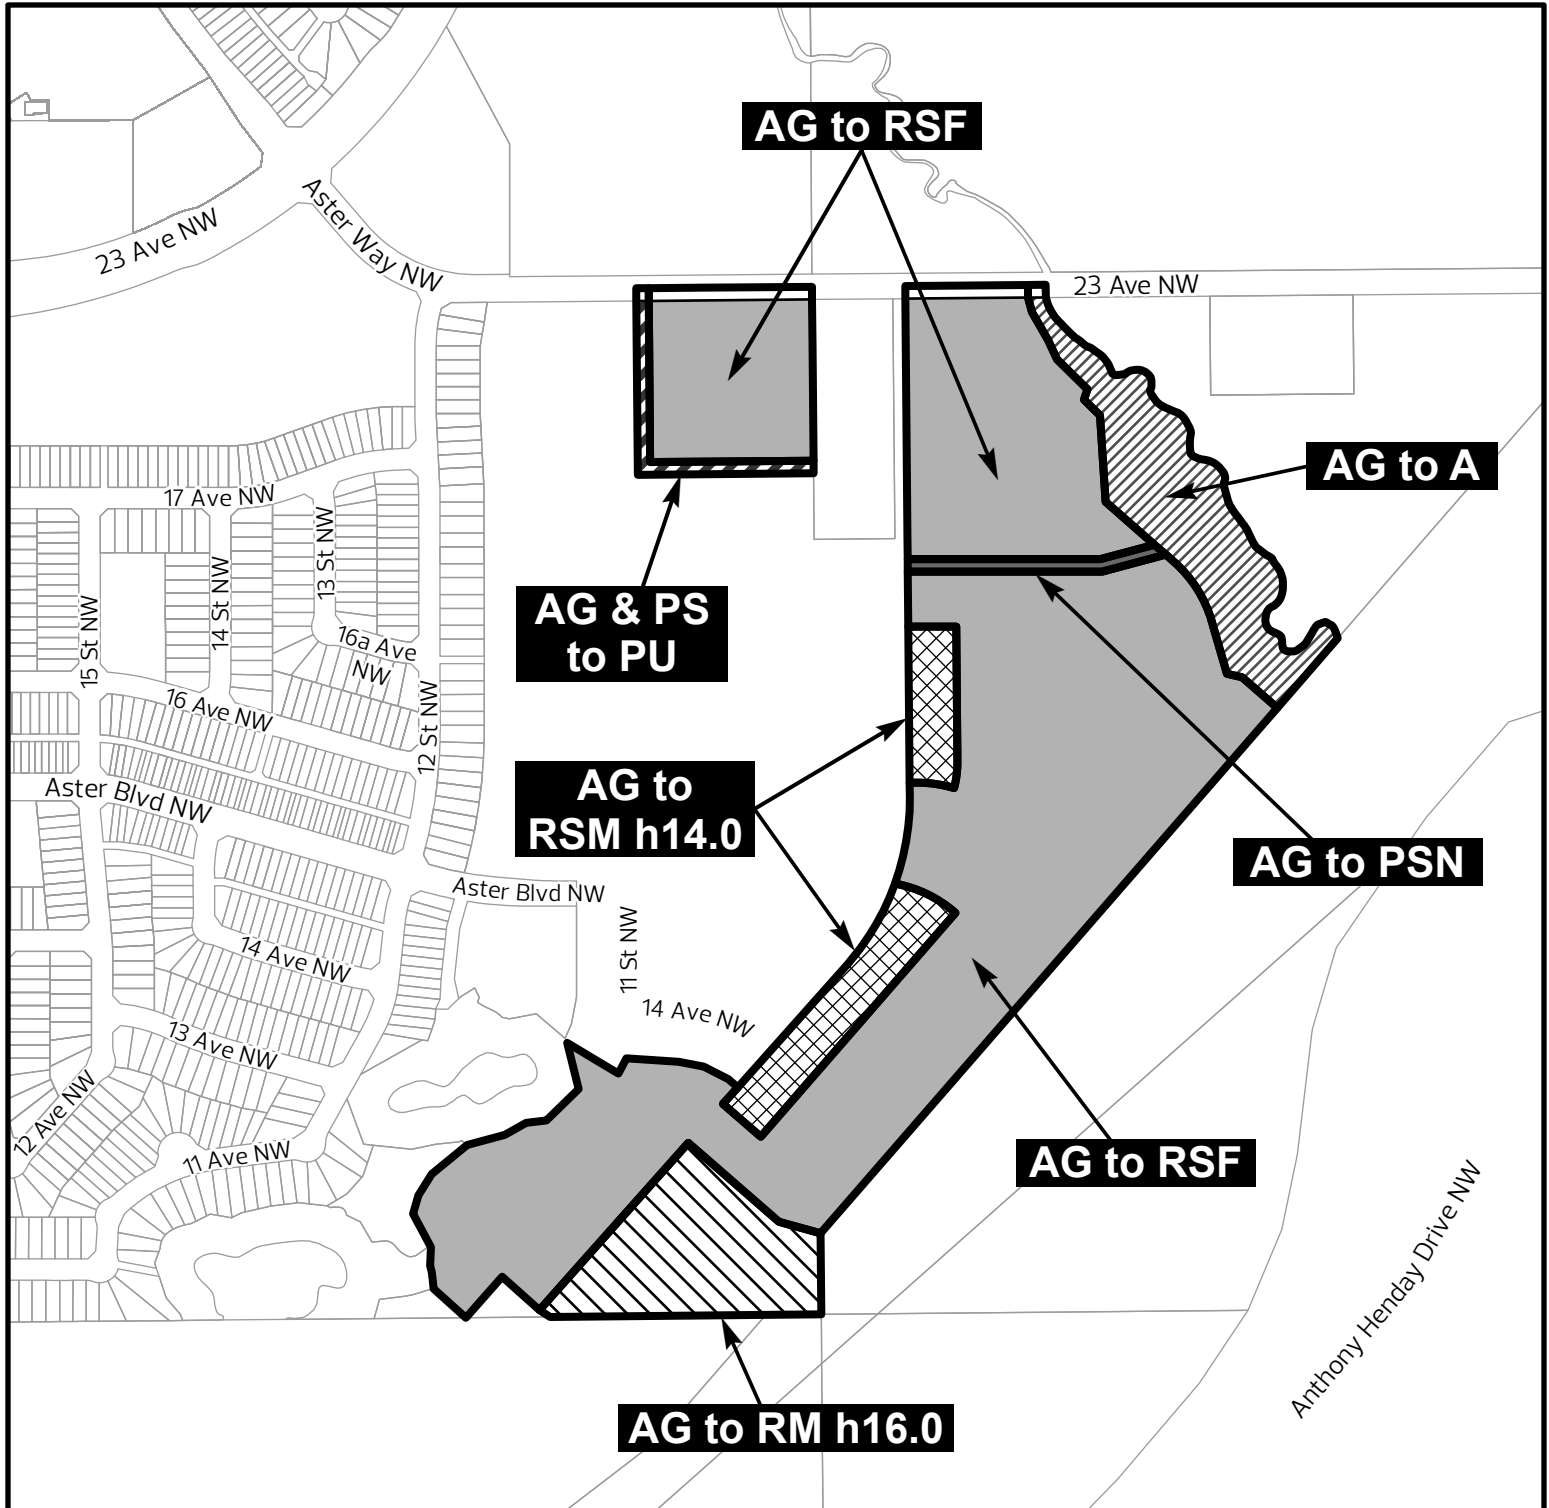 AG to RSF
Aster Way NW
23 Ave NW
23 Ave NW
AG to A
17 Ave NW
13 St NW
14 St NW
15 St NW
AG & PS
to PU
16a Ave
NW
16 Ave NW
12 St NW
AG to
RSM h14.0
Aster Blvd NW
AG to PSN
Aster Blvd NW
11 St NW
14 Ave NW
14 Ave NW
13 Ave NW
12 Ave NW
11 Ave NW
AG to RSF
Anthony Henday Drive NW
AG to RM h16.0